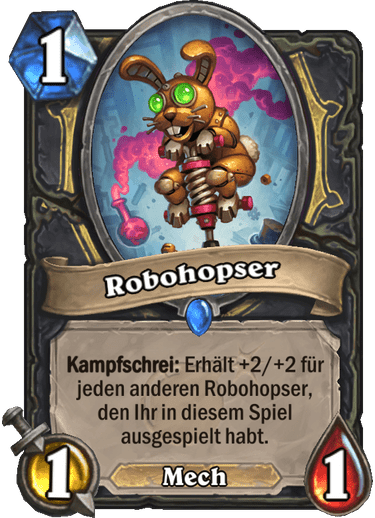 1
Robohopser
Kampfschrei: Erhält +2/+2 für
jeden anderen Robohopser,
den Ihr in diesem Spiel
ausgespielt habt.
1
Mech
1